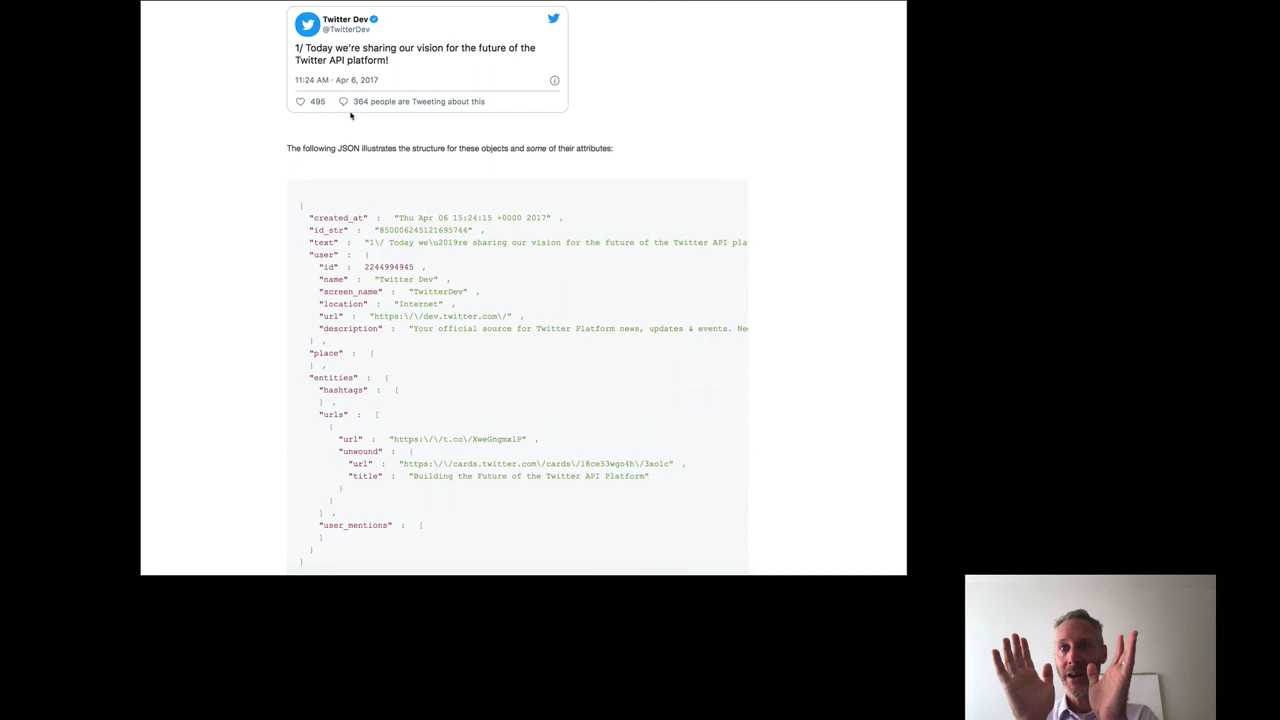 Twitter Dev
@TwitterDev
1/ Today we're sharing our vision for the future of the
Twitter API platform!
11:24 AM · Apr 6, 2017
495 364 people are Tweeting about this
The following JSON illustrates the structure for these objects and some of their attributes:
{
"created_at" : "Thu Apr 06 15:24:15 +0000 2017" ,
"id_str" : "850006245121695744" ,
"text" : "1\/ Today we\u2019re sharing our vision for the future of the Twitter API pla
"user" : {
"id" : 2244994945 ,
"name" : "Twitter Dev" ,
"screen_name" : "TwitterDev" ,
"location" : "Internet" ,
"url" : "https:\/\/dev.twitter.com\/" ,
"description" : "Your official source for Twitter Platform news, updates & events. Ne
} ,
"place" : {
} ,
"entities" : {
"hashtags" : [
] ,
"urls" : [
{
"url" : "https:\/\/t.co\/XweGngmxlP" ,
"unwound" : {
"url" : "https:\/\/cards.twitter.com\/cards\/18ce53wgo4h\/3xo1c" ,
"title" : "Building the Future of the Twitter API Platform"
}
}
] ,
"user_mentions" : [
]
}
}